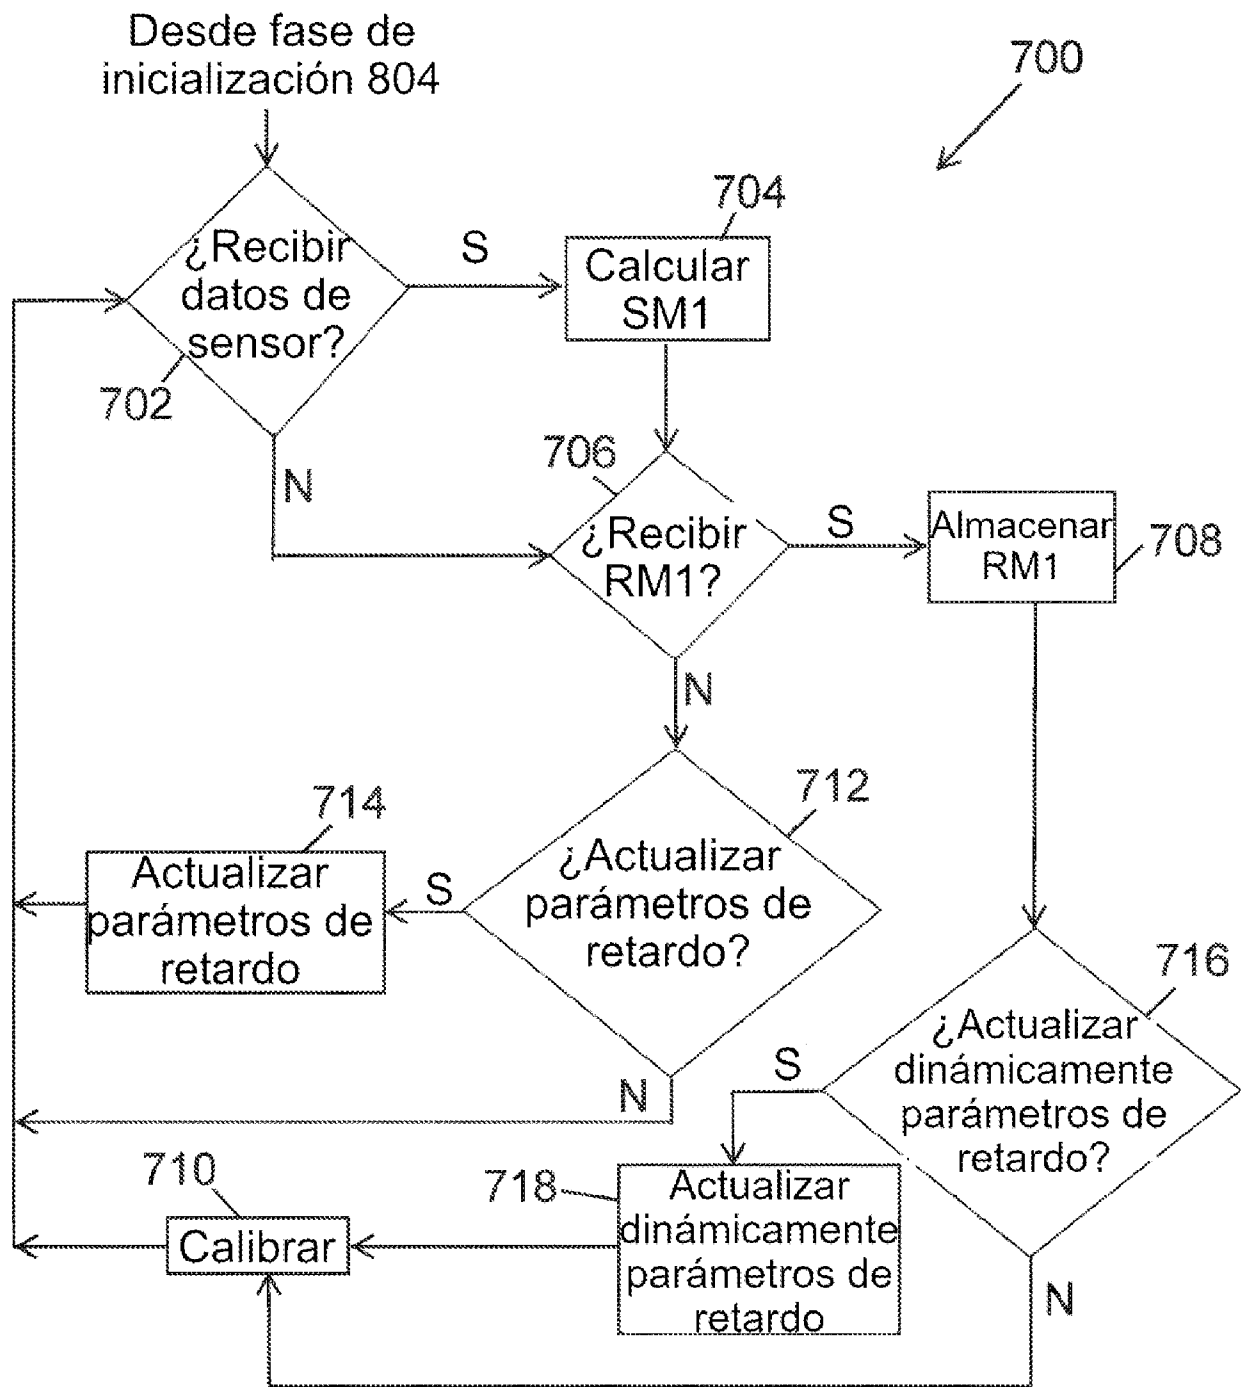 Desde fase de
inicialización 804
700
704
¿Recibir
datos de
sensor?
S
Calcular
SM1
702
N
706
¿Recibir
RM1?
S
Almacenar
RM1
708
N
712
714
¿Actualizar
parámetros de
retardo?
S
Actualizar
parámetros de
retardo
716
¿Actualizar
dinámicamente
parámetros de
retardo?
S
N
710
718
Actualizar
dinámicamente
parámetros de
retardo
Calibrar
N